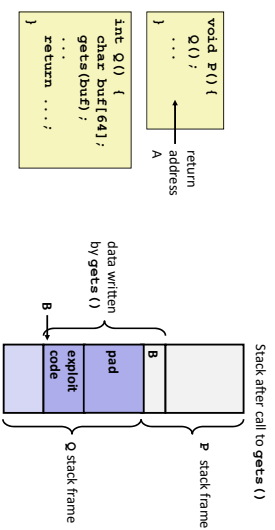 Stack after call to gets()
void P(){
Q();
...
}
return
address
A
int Q() {
char buf[64];
gets(buf);
...
return ...;
}
data written
by gets()
B
B
pad
exploit
code
P stack frame
Q stack frame